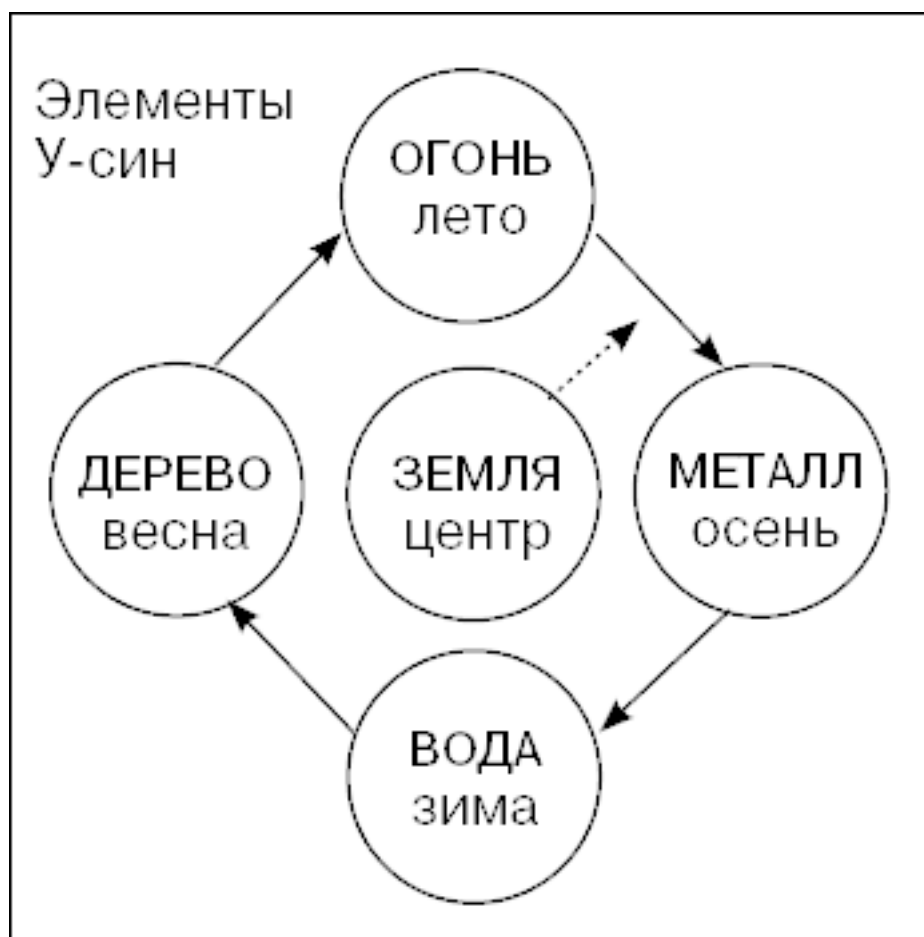 Элементы
У-син
ОГОНЬ
лето
ДЕРЕВО
весна
ЗЕМЛЯ
центр
МЕТАЛЛ
осень
ВОДА
зима